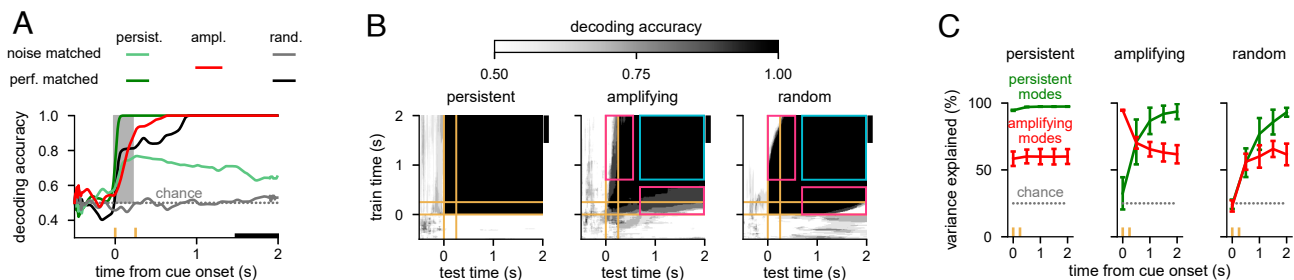 A
persist. ampl. rand.
noise matched
perf. matched
decoding accuracy
1.0
0.8
0.6
0.4
chance
0 1 2
time from cue onset (s)
B
decoding accuracy
0.50 0.75 1.00
persistent amplifying random
train time (s)
2
1
0
0 1 2 0 1 2 0 1 2
test time (s) test time (s) test time (s)
C
persistent amplifying random
variance explained (%)
100
50
0
persistent
modes
amplifying
modes
chance
0 1 2 0 1 2 0 1 2
time from cue onset (s)